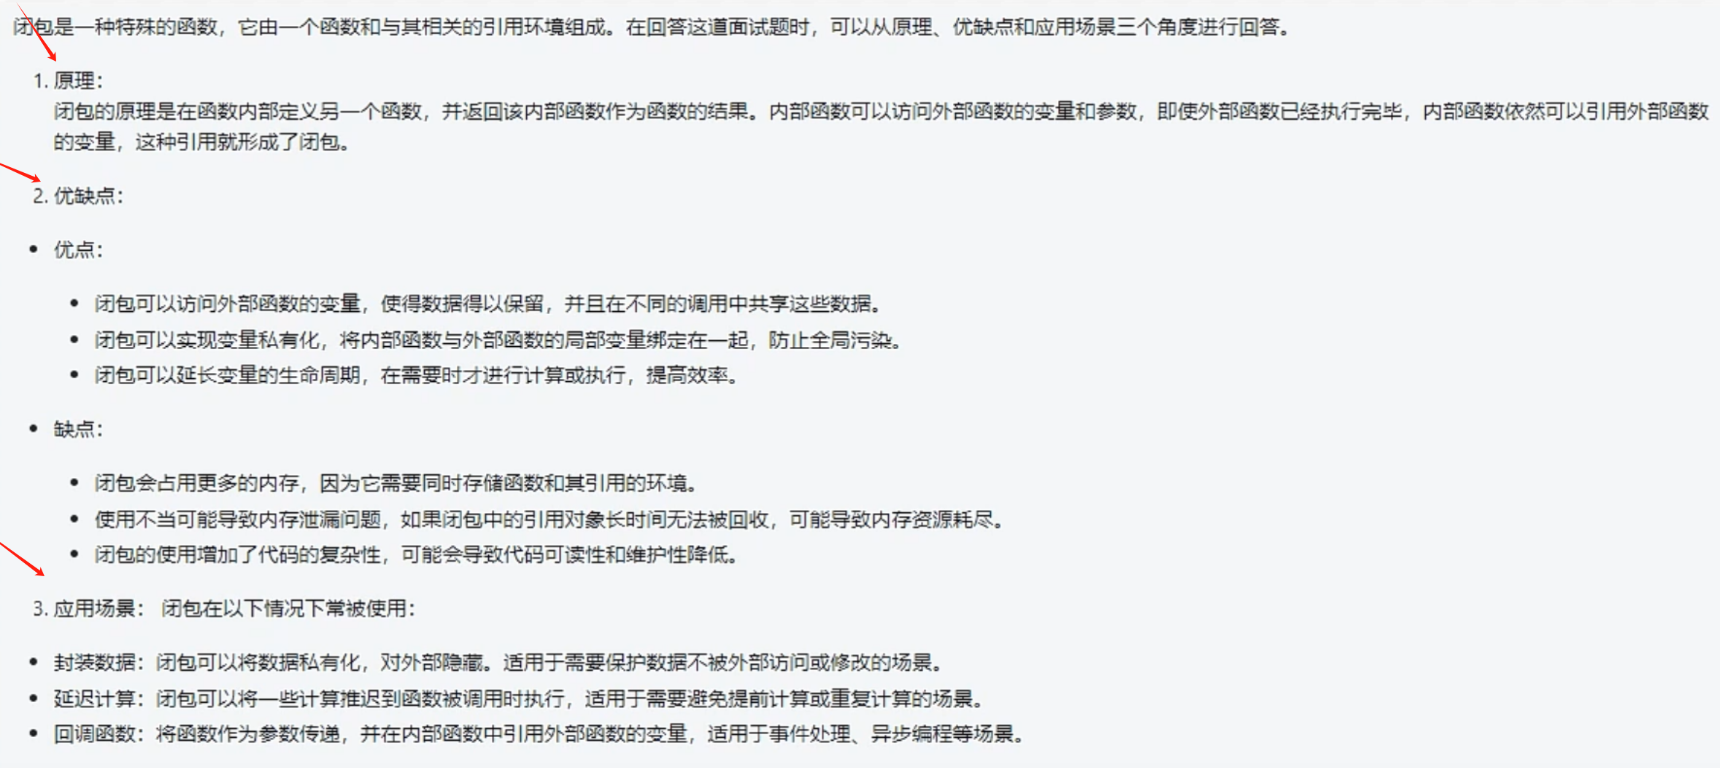 闭包是一种特殊的函数，它由一个函数和与其相关的引用环境组成。在回答这道面试题时，可以从原理、优缺点和应用场景三个角度进行回答。
1. 原理：
闭包的原理是在函数内部定义另一个函数，并返回该内部函数作为函数的结果。内部函数可以访问外部函数的变量和参数，即使外部函数已经执行完毕，内部函数依然可以引用外部函数
的变量，这种引用就形成了闭包。
2. 优缺点：
• 优点：
• 闭包可以访问外部函数的变量，使得数据得以保留，并且在不同的调用中共享这些数据。
• 闭包可以实现变量私有化，将内部函数与外部函数的局部变量绑定在一起，防止全局污染。
• 闭包可以延长变量的生命周期，在需要时才进行计算或执行，提高效率。
• 缺点：
• 闭包会占用更多的内存，因为它需要同时存储函数和其引用的环境。
• 使用不当可能导致内存泄漏问题，如果闭包中的引用对象长时间无法被回收，可能导致内存资源耗尽。
• 闭包的使用增加了代码的复杂性，可能会导致代码可读性和维护性降低。
3. 应用场景： 闭包在以下情况下常被使用：
• 封装数据：闭包可以将数据私有化，对外部隐藏。适用于需要保护数据不被外部访问或修改的场景。
• 延迟计算：闭包可以将一些计算推迟到函数被调用时执行，适用于需要避免提前计算或重复计算的场景。
• 回调函数：将函数作为参数传递，并在内部函数中引用外部函数的变量，适用于事件处理、异步编程等场景。